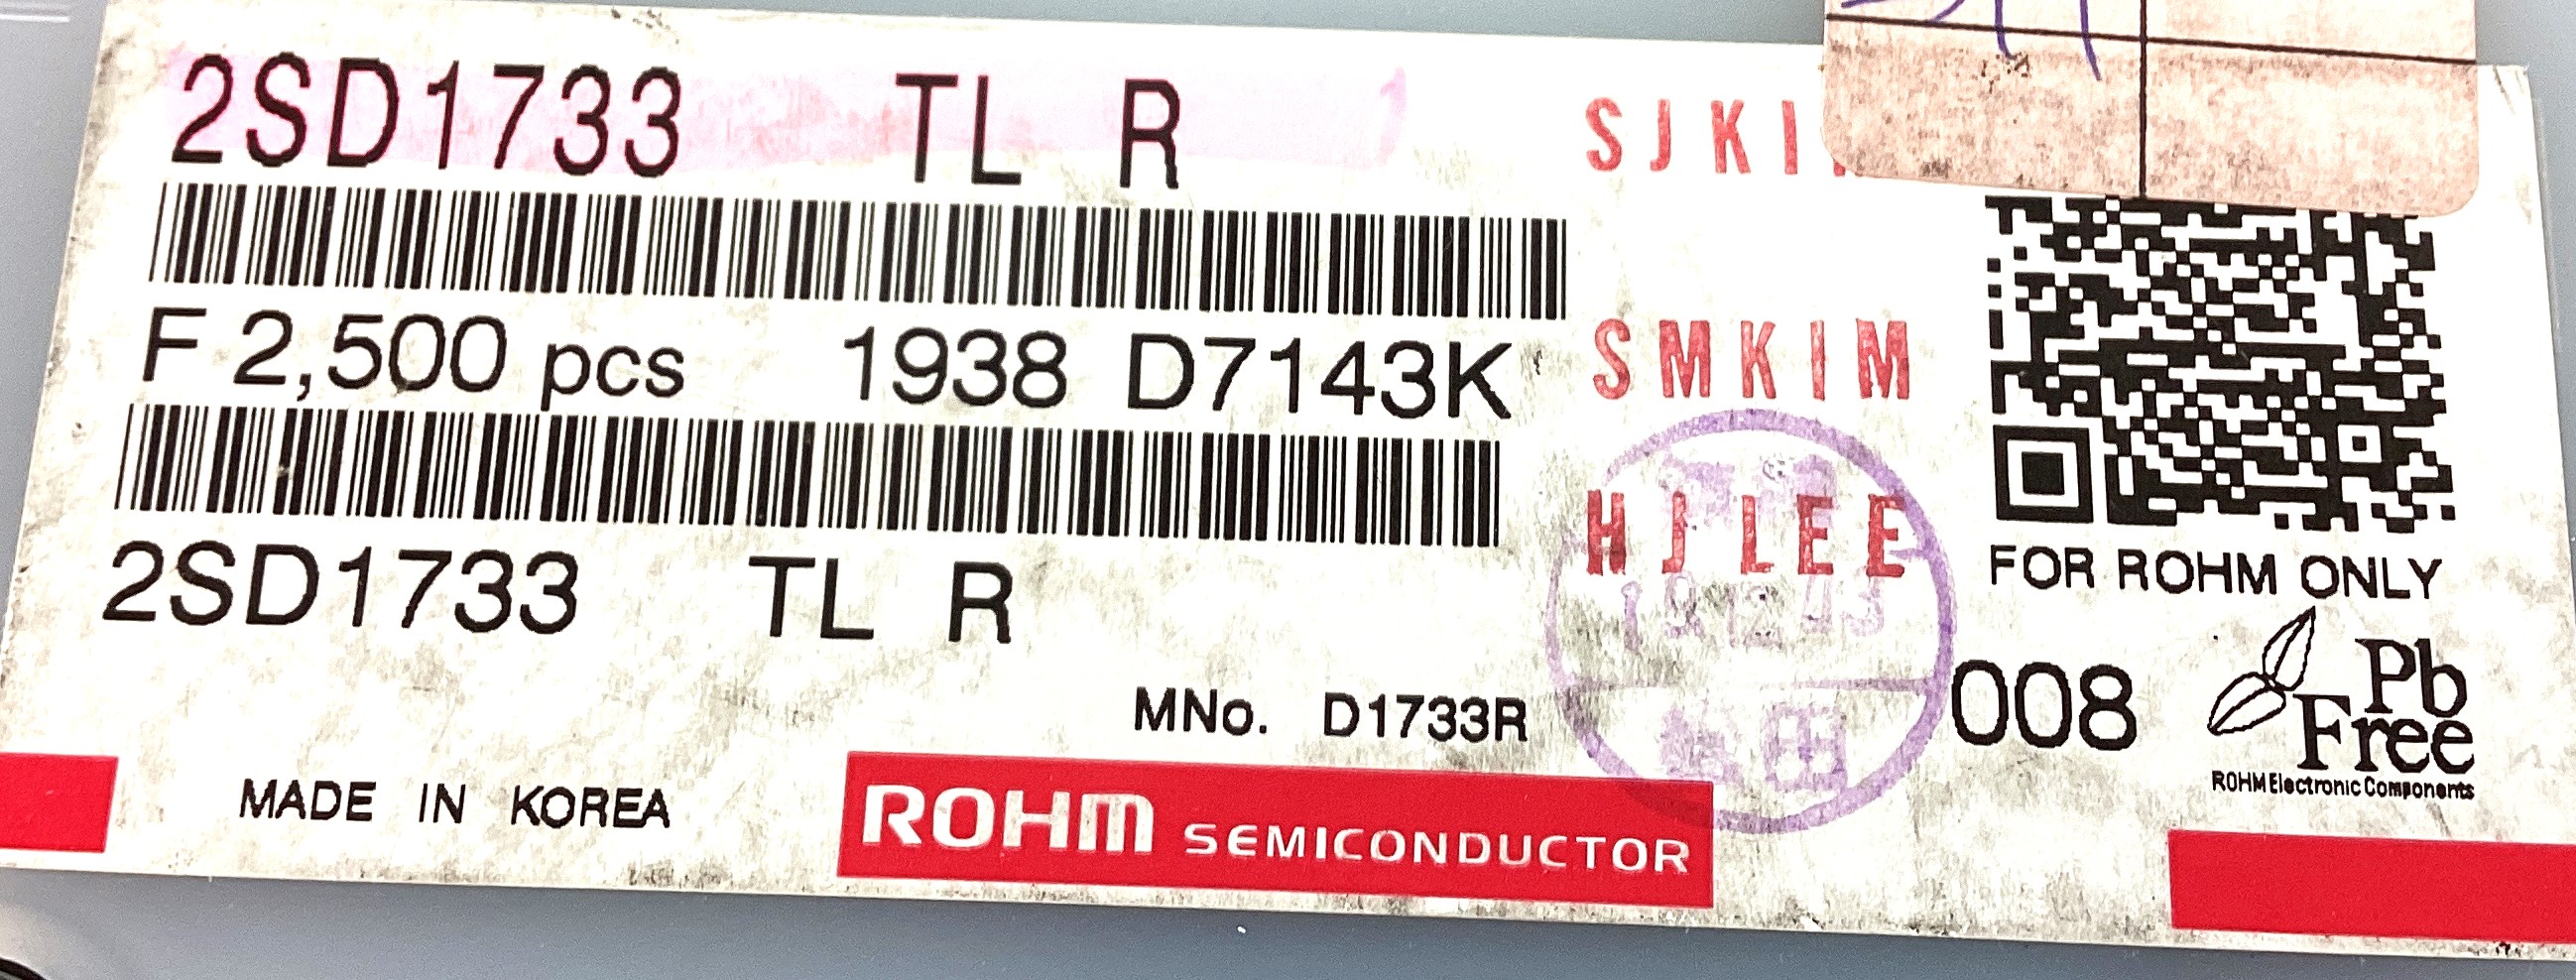 2SD1733 TL R
SJKI
F 2,500 pcs 1938 D7143K
SMKIM
HJLEE
2SD1733 TL R
FOR ROHM ONLY
MNo. D1733R
008
Pb
Free
ROHM Electronic Components
MADE IN KOREA
ROHM SEMICONDUCTOR